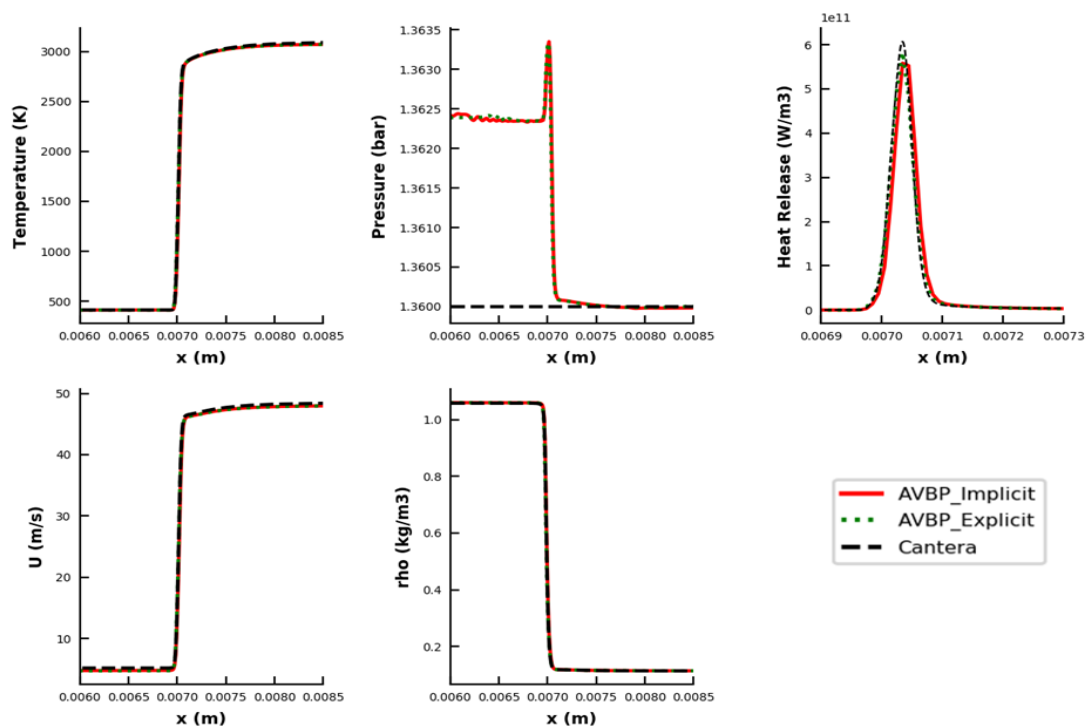 Temperature (K)
3000
2500
2000
1500
1000
500
0.0060 0.0065 0.0070 0.0075 0.0080 0.0085
x (m)
Pressure (bar)
1.3635
1.3630
1.3625
1.3620
1.3615
1.3610
1.3605
1.3600
0.0060 0.0065 0.0070 0.0075 0.0080 0.0085
x (m)
1e11
Heat Release (W/m3)
6
5
4
3
2
1
0
0.0069 0.0070 0.0071 0.0072 0.0073
x (m)
U (m/s)
50
40
30
20
10
0.0060 0.0065 0.0070 0.0075 0.0080 0.0085
x (m)
rho (kg/m3)
1.0
0.8
0.6
0.4
0.2
0.0060 0.0065 0.0070 0.0075 0.0080 0.0085
x (m)
AVBP_Implicit
AVBP_Explicit
Cantera